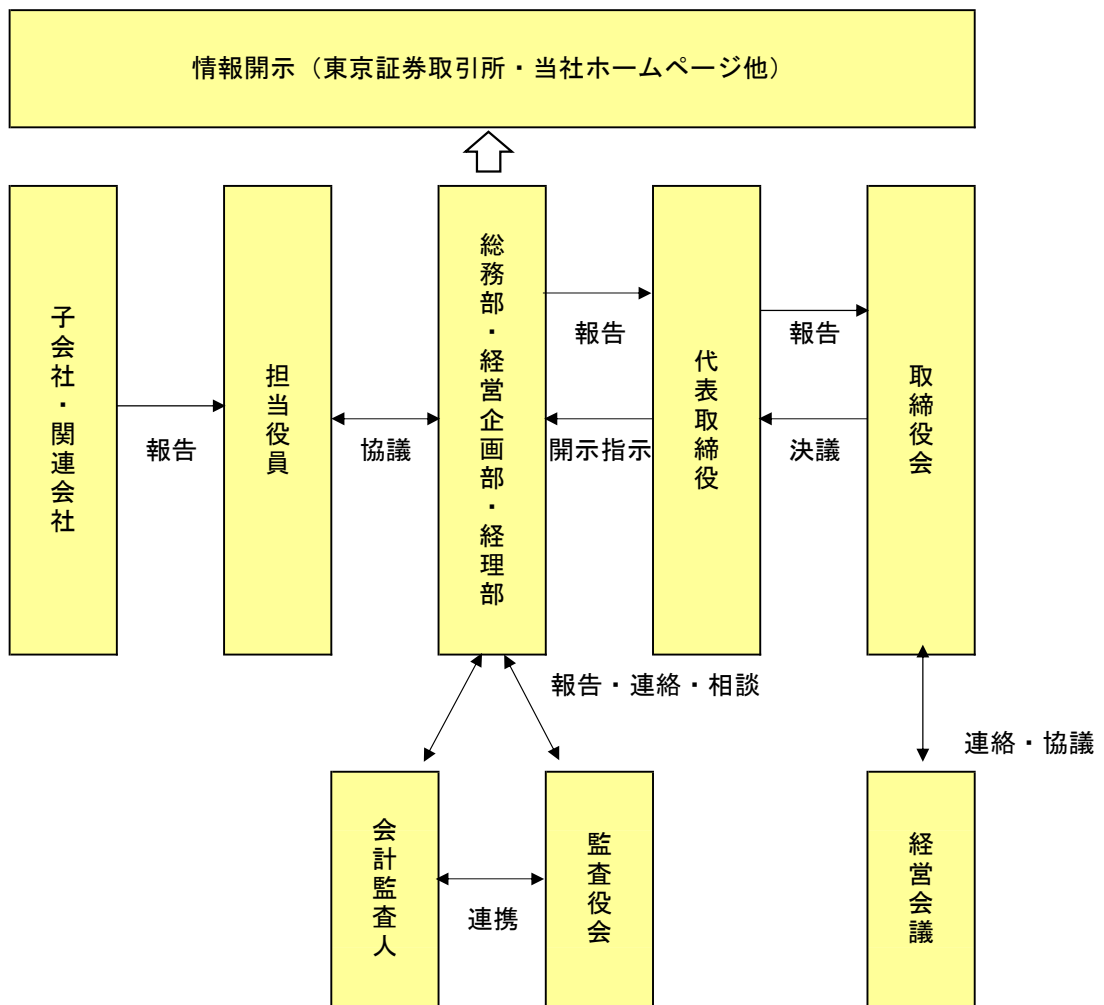 情報開示（東京証券取引所・当社ホームページ他）
子会社・関連会社
報告
担当役員
協議
総務部・経営企画部・経理部
報告
開示指示
代表取締役
報告
決議
取締役会
報告・連絡・相談
連絡・協議
会計監査人
連携
監査役会
経営会議